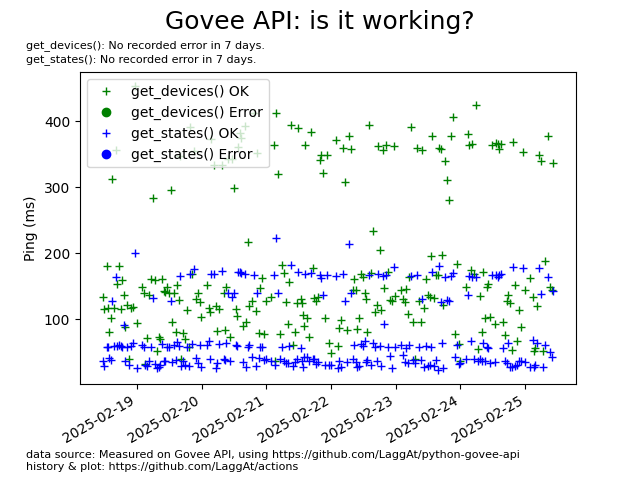 Govee API: is it working?
get_devices(): No recorded error in 7 days.
get_states(): No recorded error in 7 days.
get_devices() OK
get_devices() Error
get_states() OK
get_states() Error
400
300
200
100
Ping (ms)
2025-02-19
2025-02-20
2025-02-21
2025-02-22
2025-02-23
2025-02-24
2025-02-25
data source: Measured on Govee API, using https://github.com/LaggAt/python-govee-api
history & plot: https://github.com/LaggAt/actions